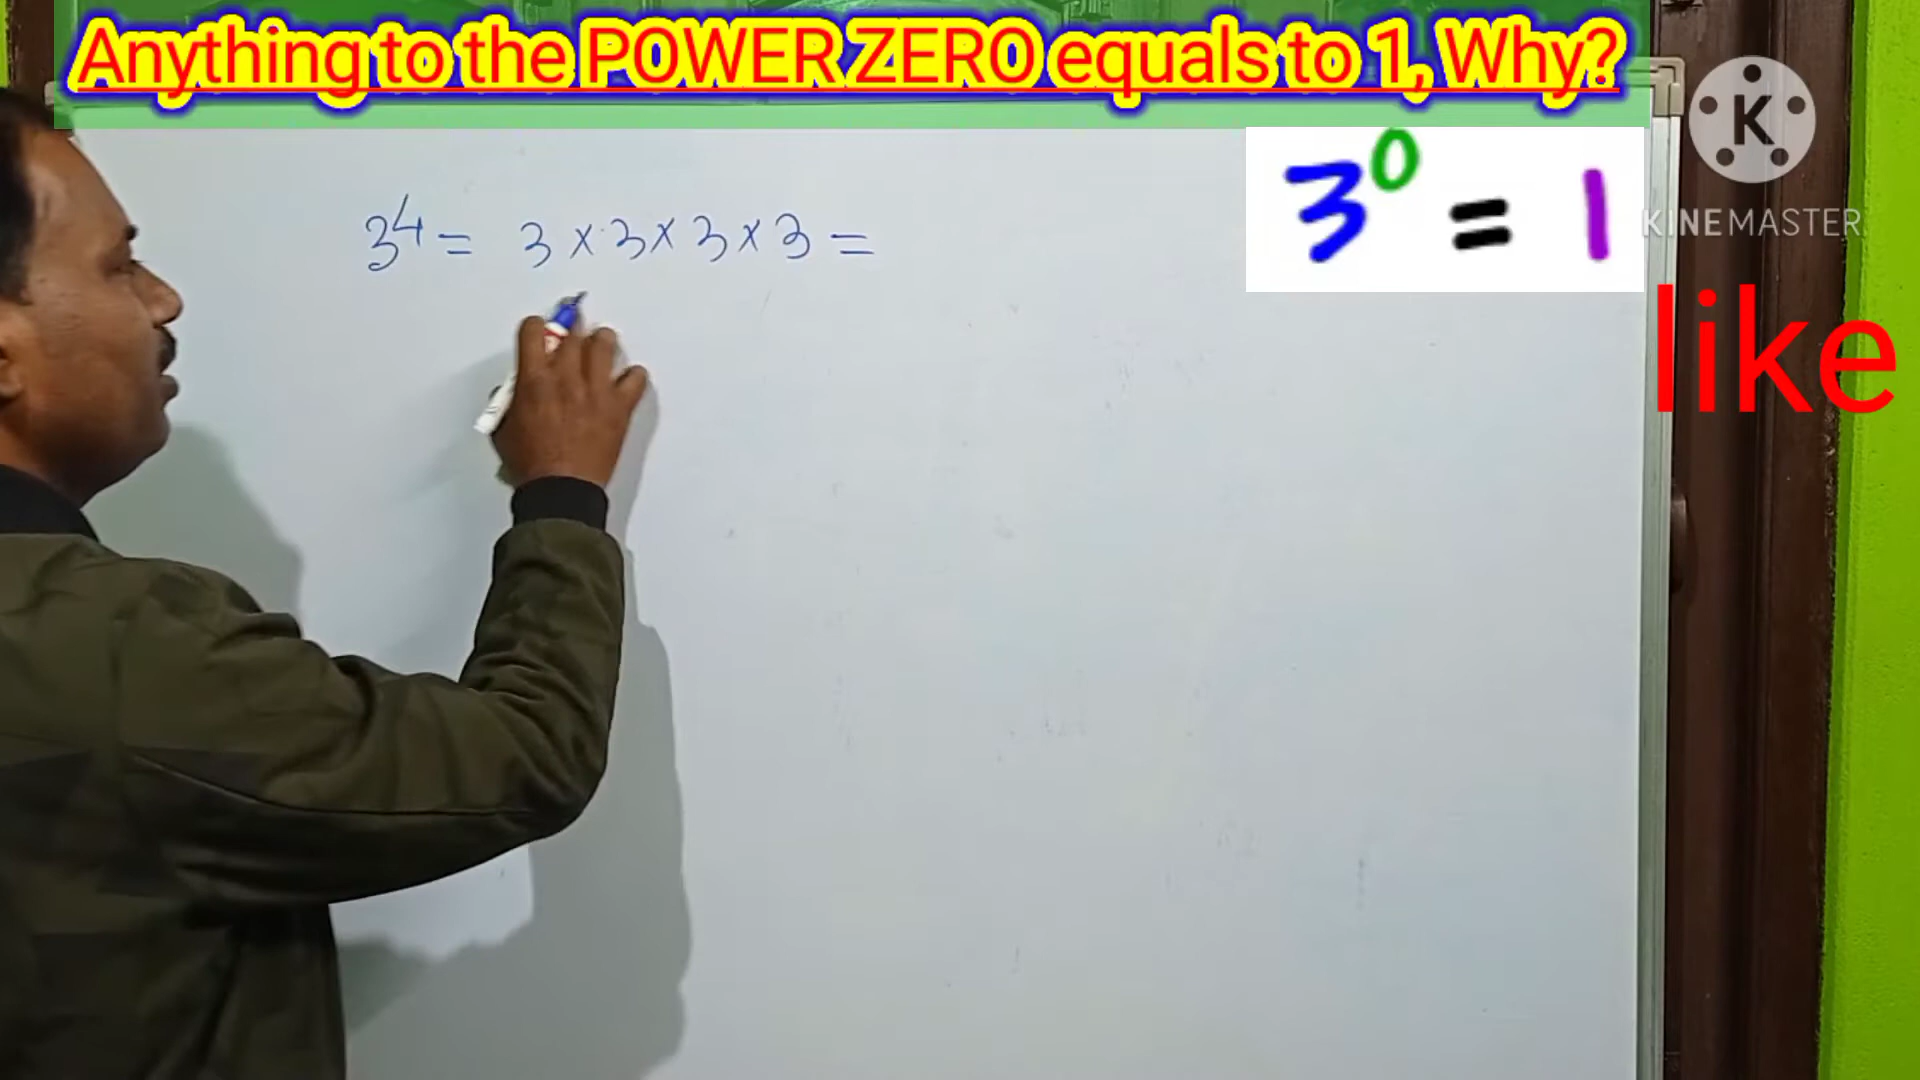 Anything to the POWER ZERO equals to 1, Why?
3⁴ = 3 × 3 × 3 × 3 =
3⁰ = 1
K
KINEMASTER
like